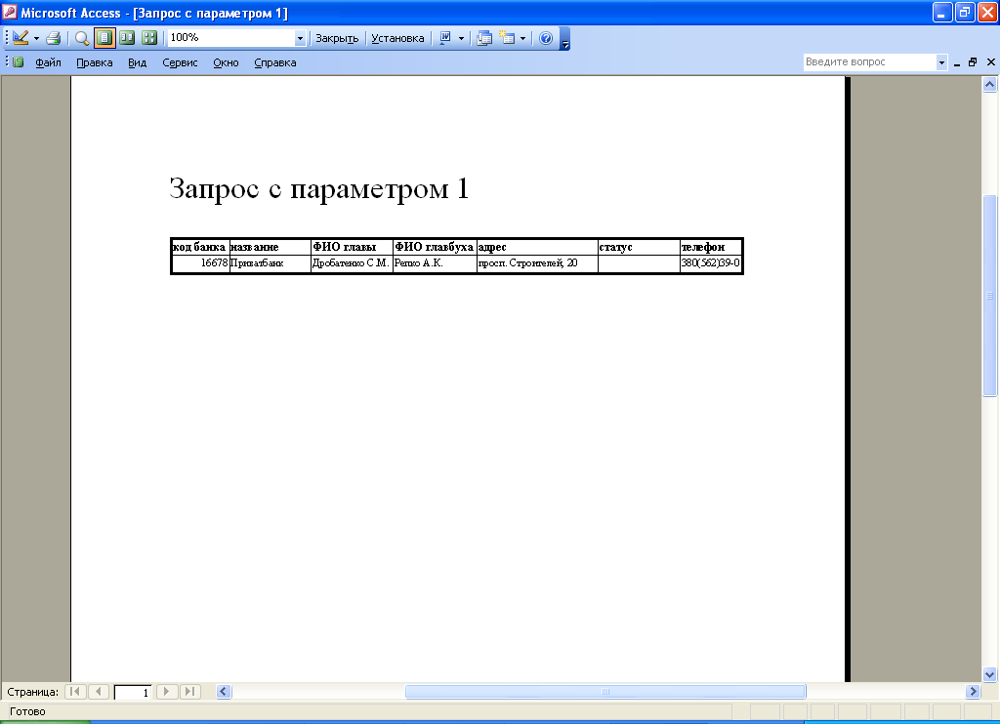 Microsoft Access - [Запрос с параметром 1]
100% Закрыть Установка
Файл Правка Вид Сервис Окно Справка Введите вопрос
Запрос с параметром 1
код банка название ФИО главы ФИО главбуха адрес статус телефон
16678 Приватбанк Дробатенко С.М. Репко А.К. просп. Строителей, 20 380(562)39-0
Страница: 1
Готово